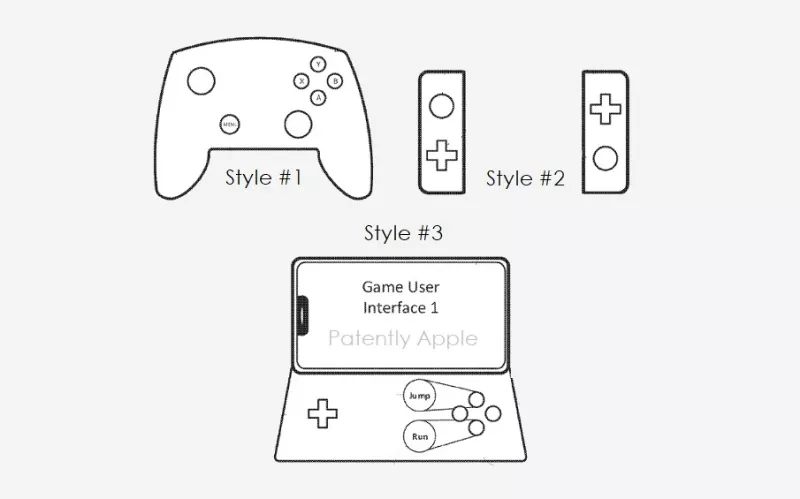 Y
X
B
A
MENU
Style #1
Style #2
Style #3
Game User
Interface 1
Patently Apple
Jump
Run